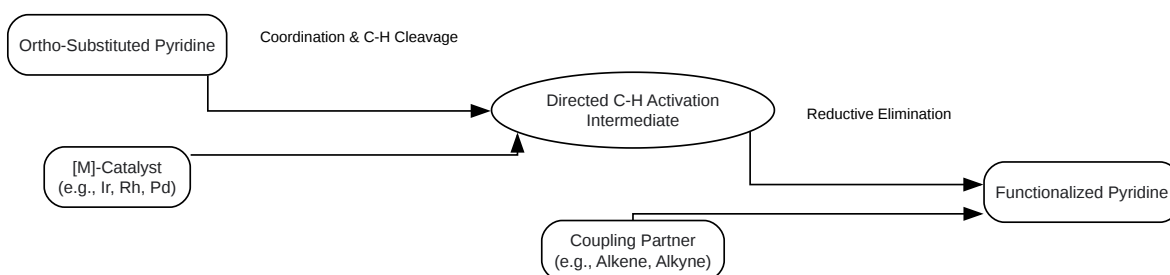 Ortho-Substituted Pyridine
Coordination & C-H Cleavage
Directed C-H Activation
Intermediate
Reductive Elimination
[M]-Catalyst
(e.g., Ir, Rh, Pd)
Functionalized Pyridine
Coupling Partner
(e.g., Alkene, Alkyne)